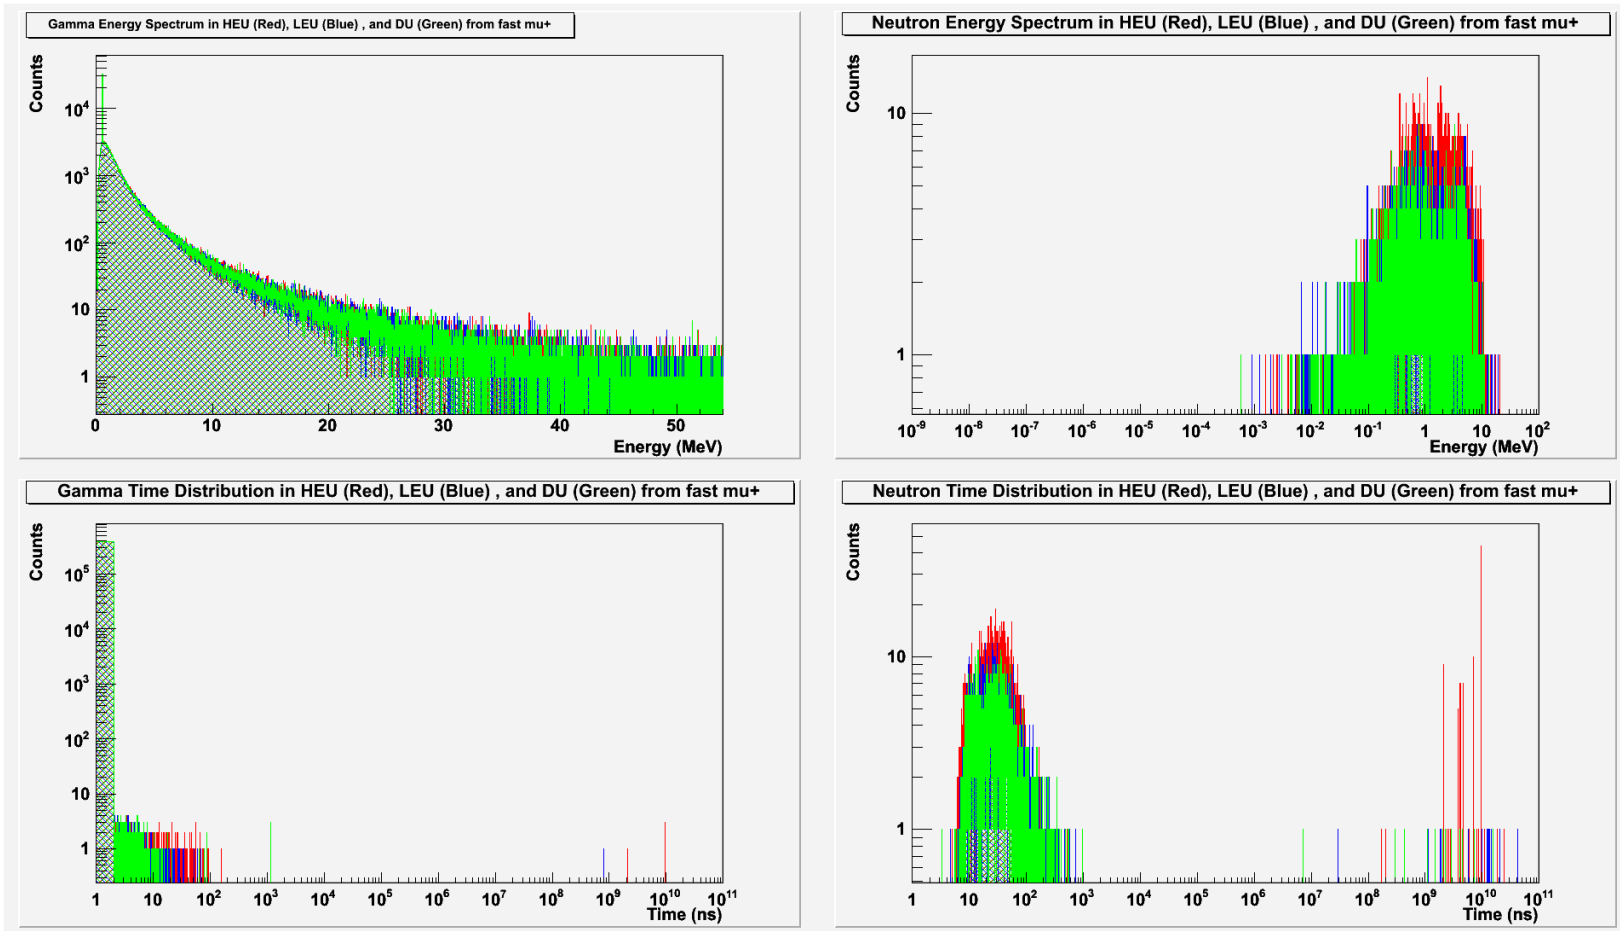 Gamma Energy Spectrum in HEU (Red), LEU (Blue) , and DU (Green) from fast mu+
Counts
10^4
10^3
10^2
10
1
0 10 20 30 40 50
Energy (MeV)
Neutron Energy Spectrum in HEU (Red), LEU (Blue) , and DU (Green) from fast mu+
Counts
10
1
10^-9 10^-8 10^-7 10^-6 10^-5 10^-4 10^-3 10^-2 10^-1 1 10 10^2
Energy (MeV)
Gamma Time Distribution in HEU (Red), LEU (Blue) , and DU (Green) from fast mu+
Counts
10^5
10^4
10^3
10^2
10
1
1 10 10^2 10^3 10^4 10^5 10^6 10^7 10^8 10^9 10^10 10^11
Time (ns)
Neutron Time Distribution in HEU (Red), LEU (Blue) , and DU (Green) from fast mu+
Counts
10
1
1 10 10^2 10^3 10^4 10^5 10^6 10^7 10^8 10^9 10^10 10^11
Time (ns)